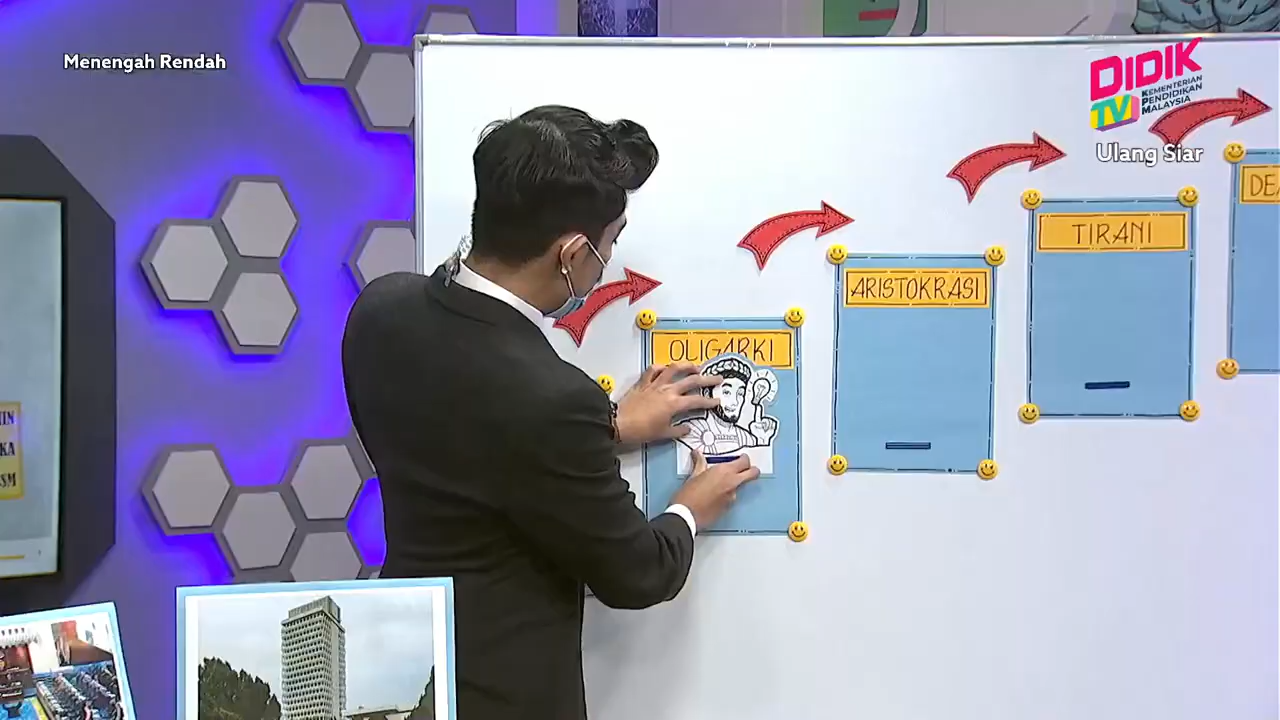 Menengah Rendah
DIDIK
TV
KEMENTERIAN
PENDIDIKAN
MALAYSIA
Ulang Siar
OLIGARKI
ARISTOKRASI
TIRANI